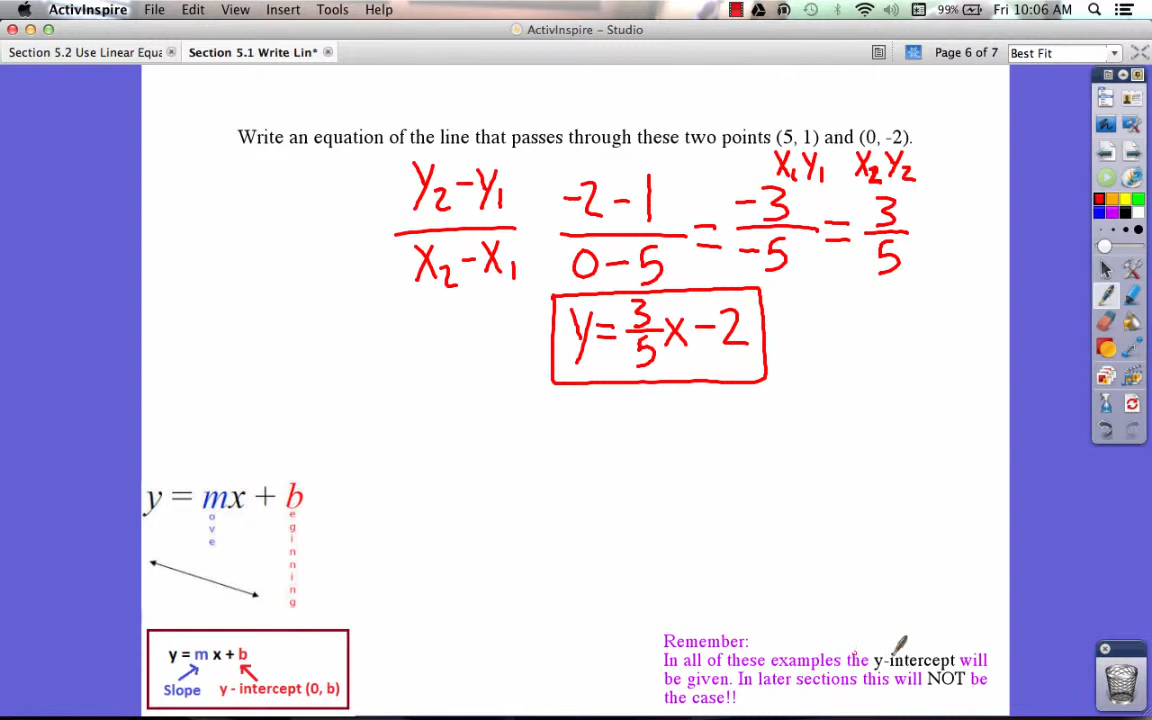 ActivInspire File Edit View Insert Tools Help 99% Fri 10:06 AM
ActivInspire – Studio
Section 5.2 Use Linear Equa Section 5.1 Write Lin* Page 6 of 7 Best Fit
Write an equation of the line that passes through these two points (5, 1) and (0, -2).
x₁ y₁ x₂ y₂
y₂ - y₁ -2 - 1 -3 3
x₂ - x₁ 0 - 5 = -5 = 5
y = 3/5 x - 2
y = mx + b
ove
eginning
y = m x + b
Slope y - intercept (0, b)
Remember:
In all of these examples the y-intercept will
be given. In later sections this will NOT be
the case!!